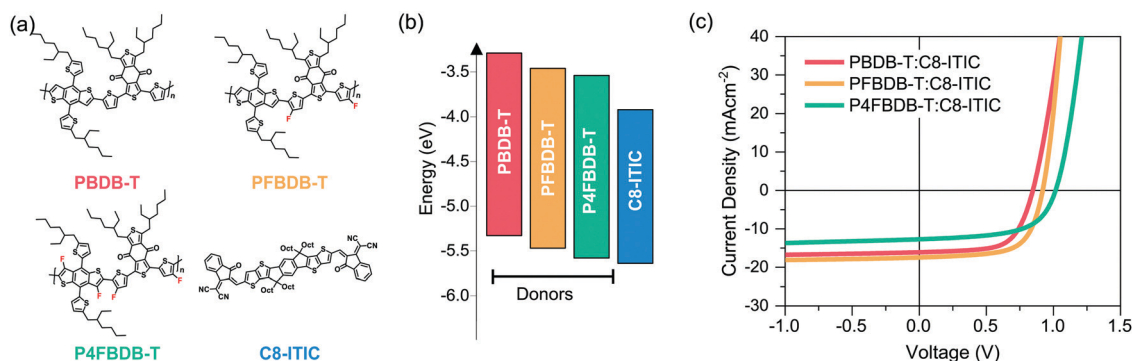 (a)
S
S
O
O
S
S
S
S
S
S
n
PBDB-T
S
S
O
O
S
S
S
S
S
F
F
S
n
PFBDB-T
S
S
O
O
F
S
S
S
S
F
F
S
F
S
n
P4FBDB-T
NC
CN
O
S
S
Oct
Oct
S
S
Oct
Oct
O
NC
CN
C8-ITIC
(b)
Energy (eV)
-3.5
-4.0
-4.5
-5.0
-5.5
-6.0
PBDB-T
PFBDB-T
P4FBDB-T
C8-ITIC
Donors
(c)
Current Density (mAcm⁻²)
40
30
20
10
0
-10
-20
-30
PBDB-T:C8-ITIC
PFBDB-T:C8-ITIC
P4FBDB-T:C8-ITIC
-1.0
-0.5
0.0
0.5
1.0
1.5
Voltage (V)